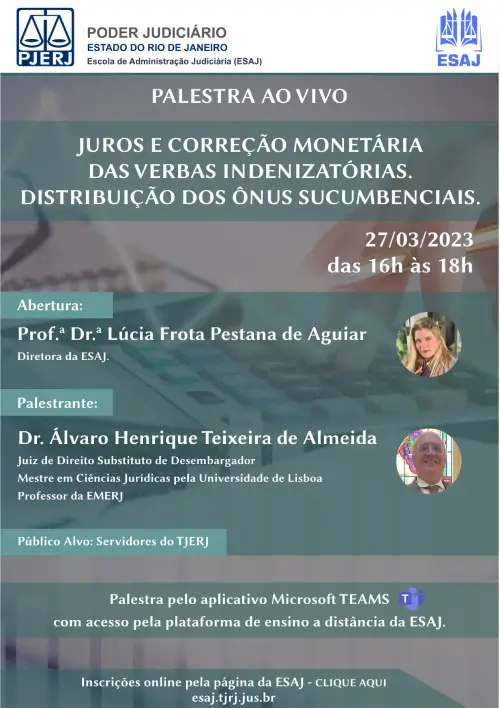 PJERJ
PODER JUDICIÁRIO
ESTADO DO RIO DE JANEIRO
Escola de Administração Judiciária (ESAJ)
ESAJ
PALESTRA AO VIVO
JUROS E CORREÇÃO MONETÁRIA
DAS VERBAS INDENIZATÓRIAS.
DISTRIBUIÇÃO DOS ÔNUS SUCUMBENCIAIS.
27/03/2023
das 16h às 18h
Abertura:
Prof.ª Dr.ª Lúcia Frota Pestana de Aguiar
Diretora da ESAJ.
Palestrante:
Dr. Álvaro Henrique Teixeira de Almeida
Juiz de Direito Substituto de Desembargador
Mestre em Ciências Jurídicas pela Universidade de Lisboa
Professor da EMERJ
Público Alvo: Servidores do TJERJ
Palestra pelo aplicativo Microsoft TEAMS
com acesso pela plataforma de ensino a distância da ESAJ.
Inscrições online pela página da ESAJ - CLIQUE AQUI
esaj.tjrj.jus.br